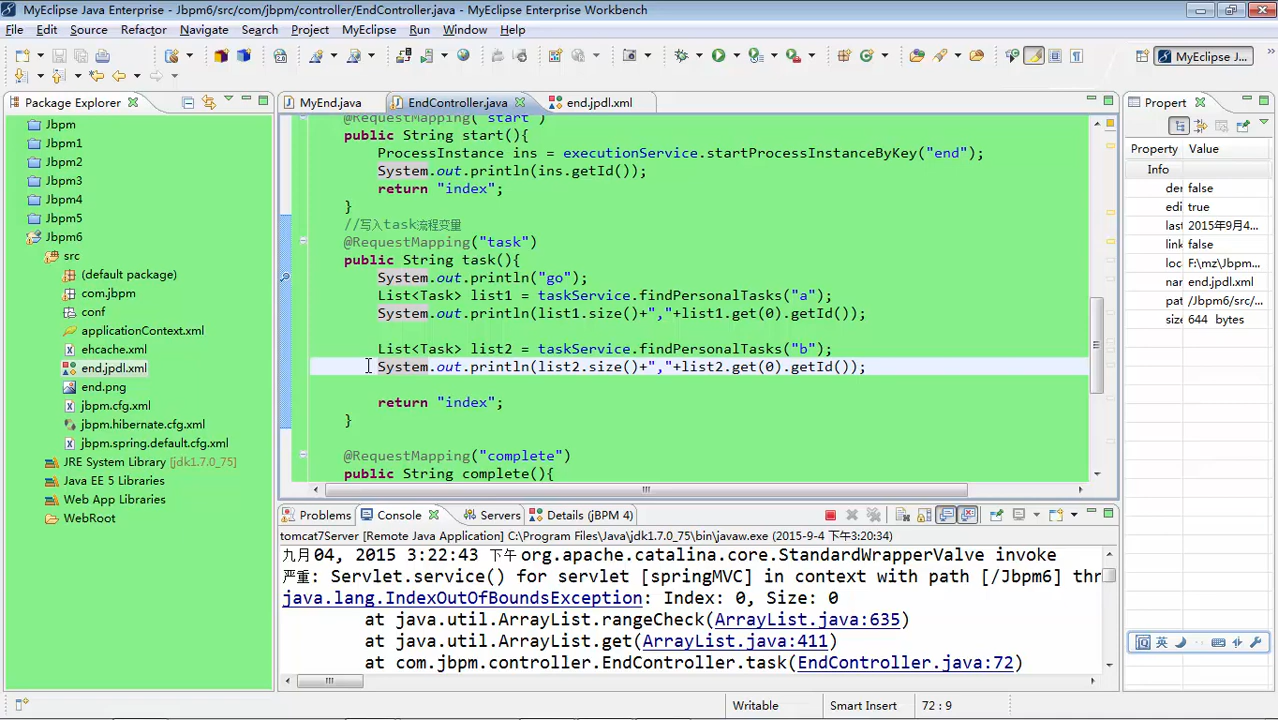 MyEclipse Java Enterprise - Jbpm6/src/com/jbpm/controller/EndController.java - MyEclipse Enterprise Workbench
File Edit Source Refactor Navigate Search Project MyEclipse Run Window Help
MyEclipse J...
Package Explorer
MyEnd.java
EndController.java
end.jpdl.xml
Propert
Jbpm
Jbpm1
Jbpm2
Jbpm3
Jbpm4
Jbpm5
Jbpm6
src
(default package)
com.jbpm
conf
applicationContext.xml
ehcache.xml
end.jpdl.xml
end.png
jbpm.cfg.xml
jbpm.hibernate.cfg.xml
jbpm.spring.default.cfg.xml
JRE System Library [jdk1.7.0_75]
Java EE 5 Libraries
Web App Libraries
WebRoot
@RequestMapping("start")
public String start(){
ProcessInstance ins = executionService.startProcessInstanceByKey("end");
System.out.println(ins.getId());
return "index";
}
//写入task流程变量
@RequestMapping("task")
public String task(){
System.out.println("go");
List<Task> list1 = taskService.findPersonalTasks("a");
System.out.println(list1.size()+","+list1.get(0).getId());
List<Task> list2 = taskService.findPersonalTasks("b");
System.out.println(list2.size()+","+list2.get(0).getId());
return "index";
}
@RequestMapping("complete")
public String complete(){
Property Value
Info
der false
edi true
last 2015年9月4...
link false
loc F:\mz\Jbpm...
nar end.jpdl.xml
pat /Jbpm6/src/...
size 644 bytes
Problems
Console
Servers
Details (jBPM 4)
tomcat7Server [Remote Java Application] C:\Program Files\Java\jdk1.7.0_75\bin\javaw.exe (2015-9-4 下午3:20:34)
九月 04, 2015 3:22:43 下午 org.apache.catalina.core.StandardWrapperValve invoke
严重: Servlet.service() for servlet [springMVC] in context with path [/Jbpm6] thr
java.lang.IndexOutOfBoundsException: Index: 0, Size: 0
at java.util.ArrayList.rangeCheck(ArrayList.java:635)
at java.util.ArrayList.get(ArrayList.java:411)
at com.jbpm.controller.EndController.task(EndController.java:72)
英
Writable
Smart Insert
72 : 9